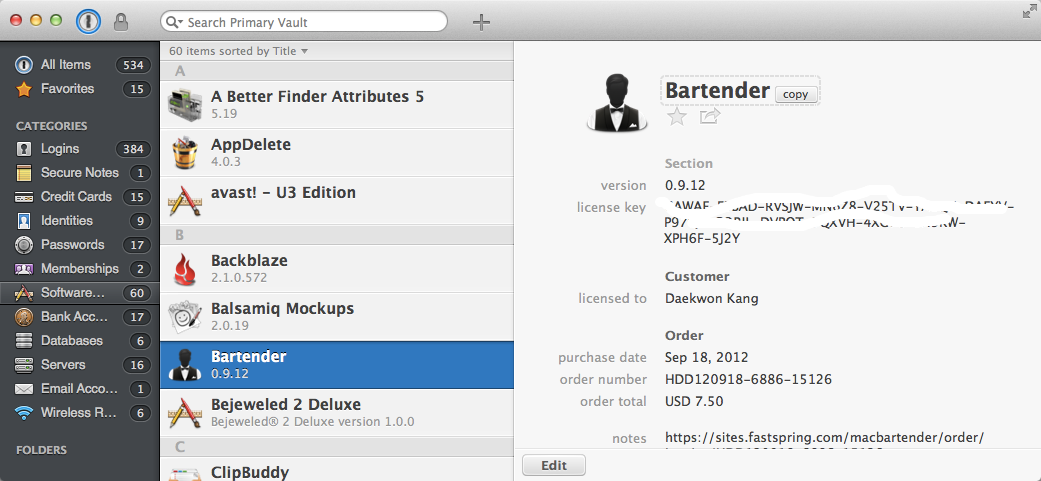 Search Primary Vault
All Items 534
Favorites 15
CATEGORIES
Logins 384
Secure Notes 1
Credit Cards 15
Identities 9
Passwords 17
Memberships 2
Software... 60
Bank Acc... 17
Databases 6
Servers 16
Email Acco... 1
Wireless R... 6
FOLDERS
60 items sorted by Title
A
A Better Finder Attributes 5
5.19
AppDelete
4.0.3
avast! – U3 Edition
B
Backblaze
2.1.0.572
Balsamiq Mockups
2.0.19
Bartender
0.9.12
Bejeweled 2 Deluxe
Bejeweled® 2 Deluxe version 1.0.0
C
ClipBuddy
Bartender copy
Section
version 0.9.12
license key
XPH6F-5J2Y
Customer
licensed to Daekwon Kang
Order
purchase date Sep 18, 2012
order number HDD120918-6886-15126
order total USD 7.50
notes https://sites.fastspring.com/macbartender/order/
Edit